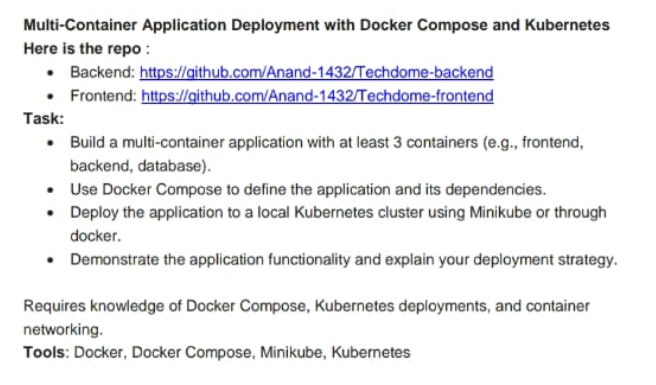 Multi-Container Application Deployment with Docker Compose and Kubernetes
Here is the repo :
• Backend: https://github.com/Anand-1432/Techdome-backend
• Frontend: https://github.com/Anand-1432/Techdome-frontend
Task:
• Build a multi-container application with at least 3 containers (e.g., frontend,
backend, database).
• Use Docker Compose to define the application and its dependencies.
• Deploy the application to a local Kubernetes cluster using Minikube or through
docker.
• Demonstrate the application functionality and explain your deployment strategy.
Requires knowledge of Docker Compose, Kubernetes deployments, and container
networking.
Tools: Docker, Docker Compose, Minikube, Kubernetes